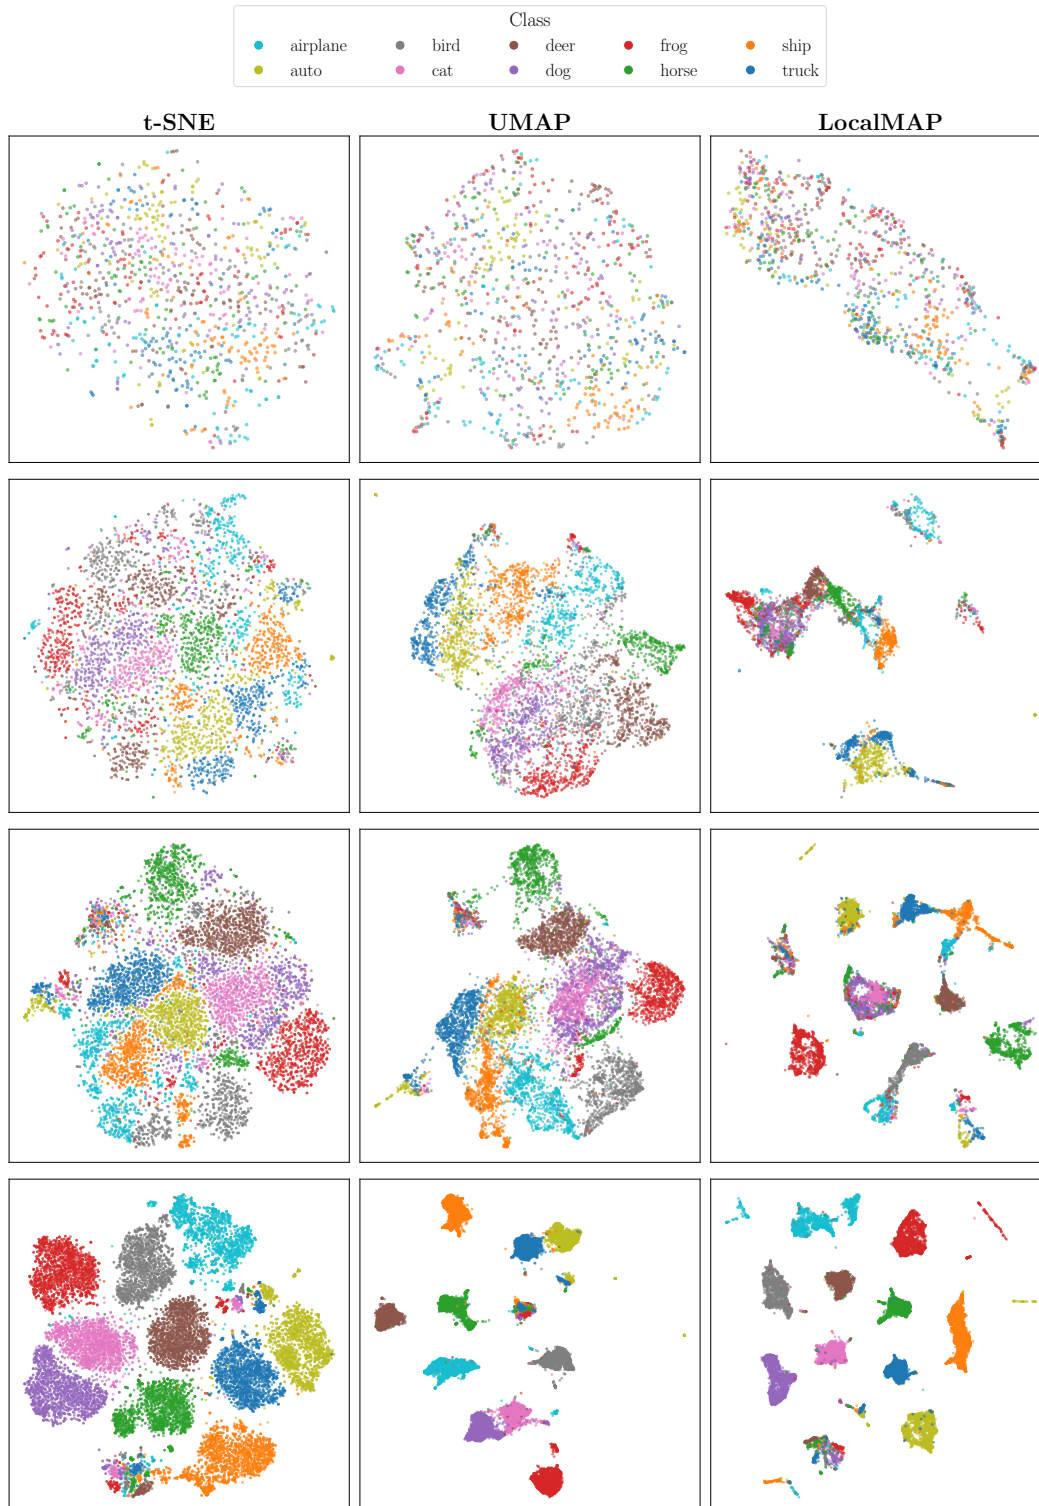 Class
airplane bird deer frog ship
auto cat dog horse truck
t-SNE UMAP LocalMAP